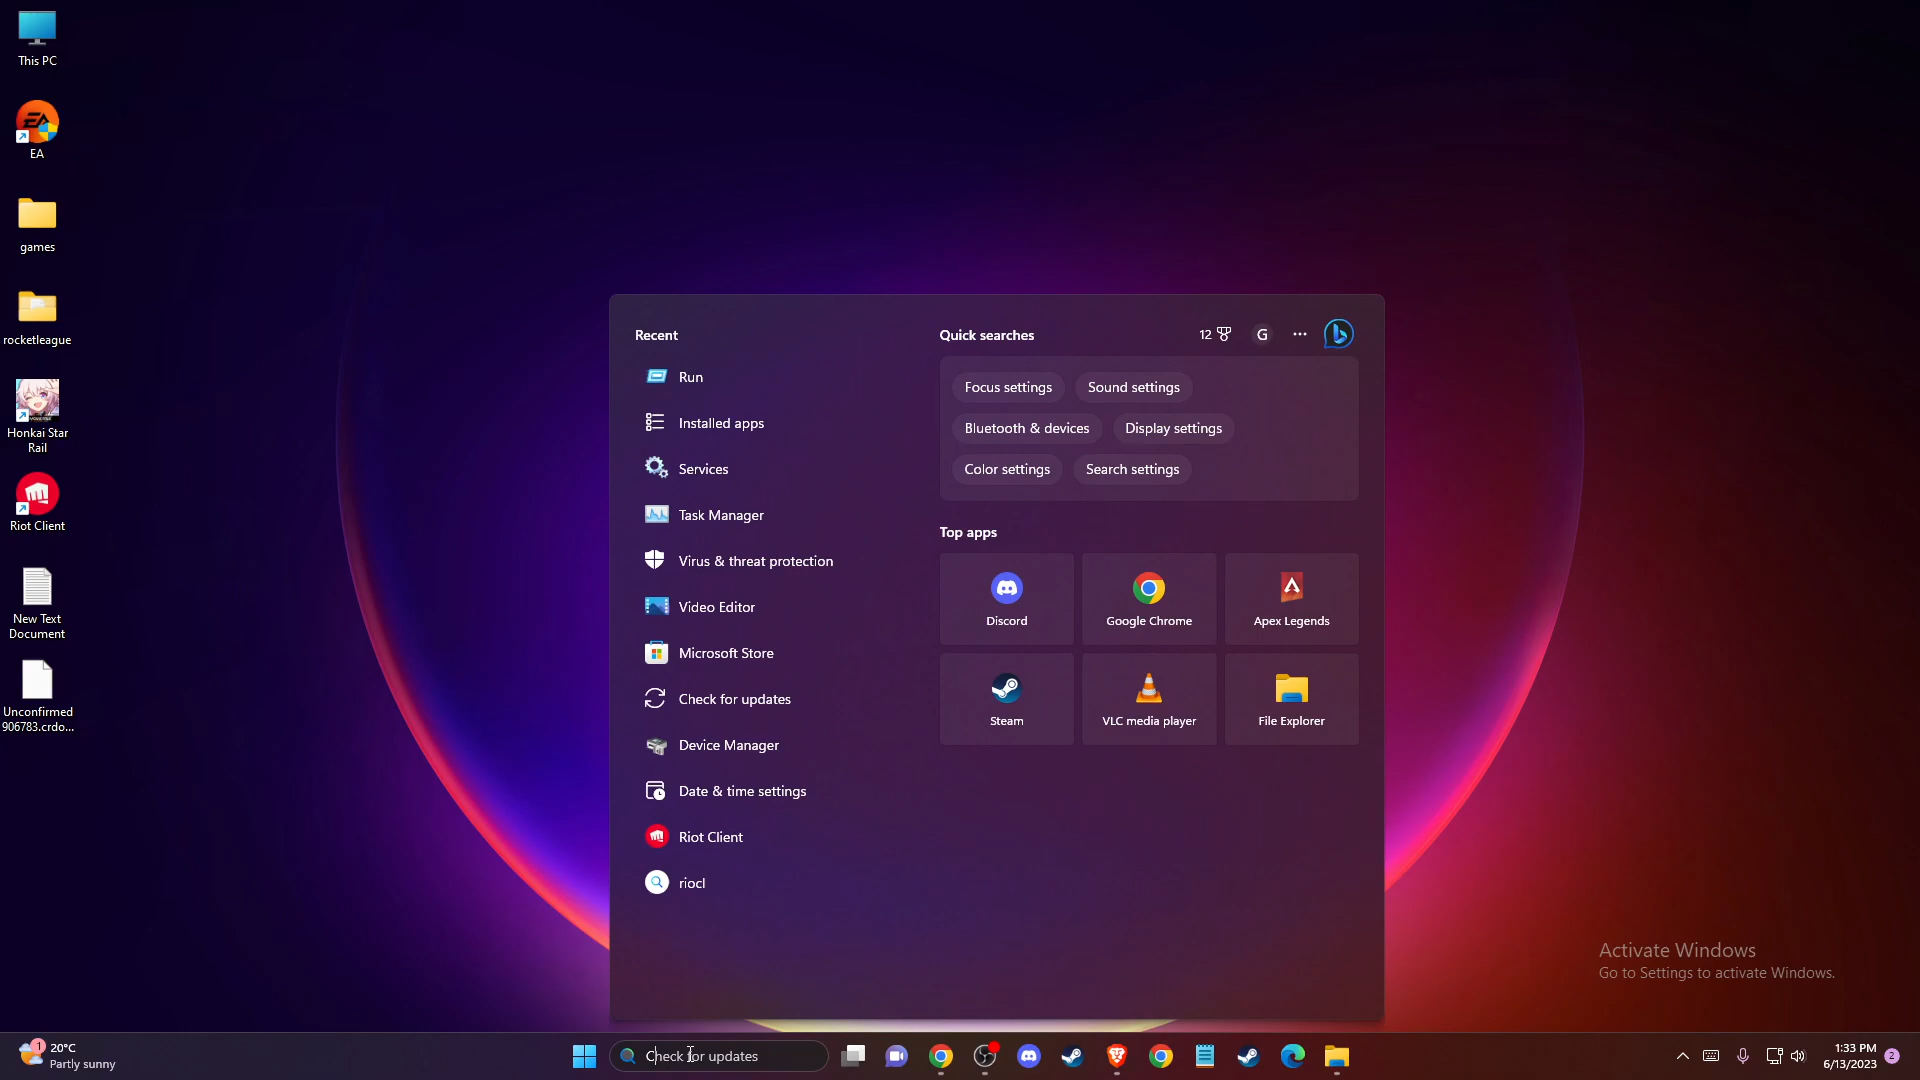 This PC
EA
games
rocketleague
Honkai Star
Rail
Riot Client
New Text
Document
Unconfirmed
906783.crdo...
Recent
Run
Installed apps
Services
Task Manager
Virus & threat protection
Video Editor
Microsoft Store
Check for updates
Device Manager
Date & time settings
Riot Client
riocl
Quick searches
12
G
Focus settings
Sound settings
Bluetooth & devices
Display settings
Color settings
Search settings
Top apps
Discord
Google Chrome
Apex Legends
Steam
VLC media player
File Explorer
Activate Windows
Go to Settings to activate Windows.
1
20°C
Partly sunny
Check for updates
1:33 PM
6/13/2023
2